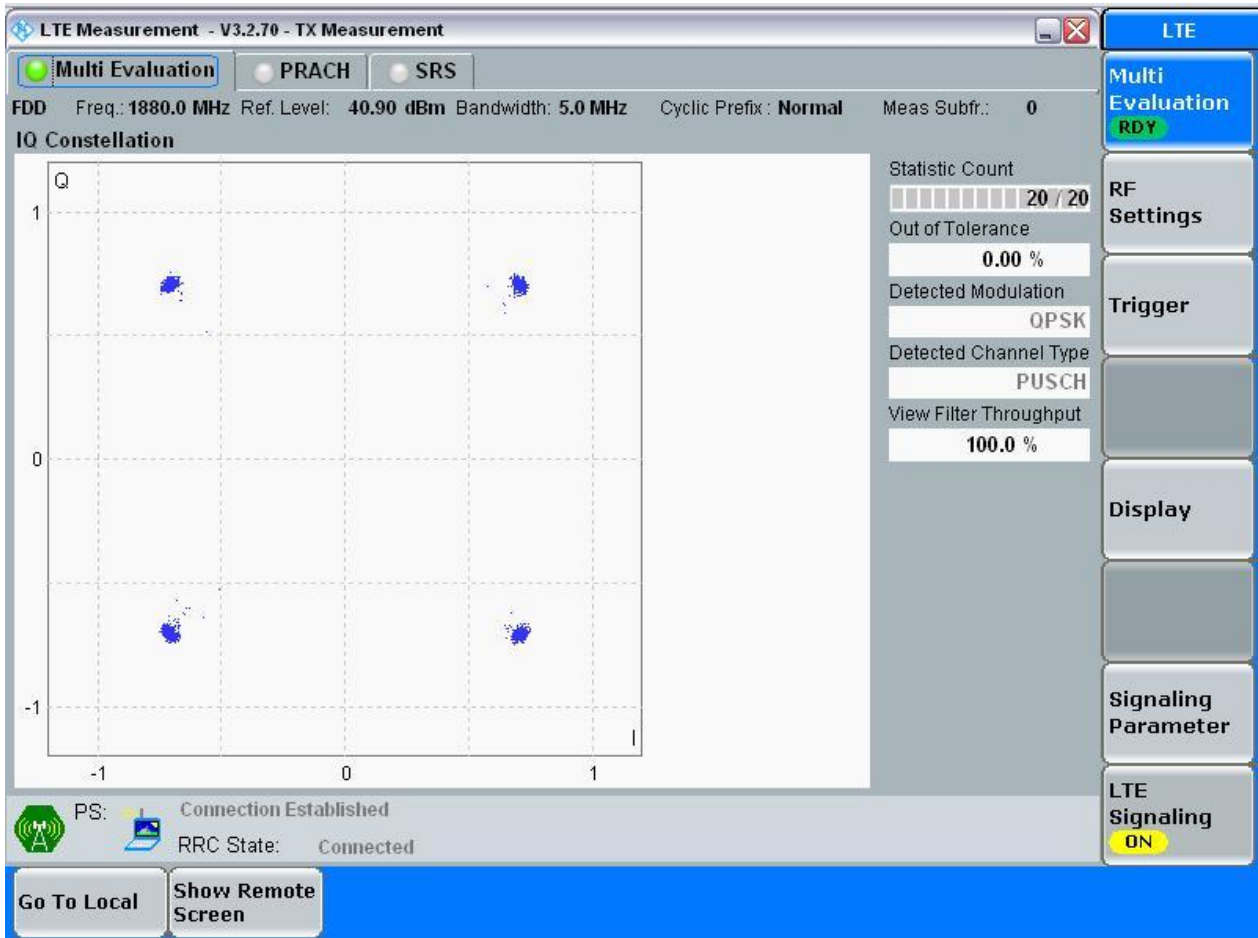 LTE Measurement - V3.2.70 - TX Measurement
LTE
Multi Evaluation PRACH SRS
Multi
Evaluation
RDY
FDD Freq.: 1880.0 MHz Ref. Level: 40.90 dBm Bandwidth: 5.0 MHz Cyclic Prefix : Normal Meas Subfr.: 0
IQ Constellation
Q
1
0
-1
I
-1 0 1
Statistic Count
20 / 20
Out of Tolerance
0.00 %
Detected Modulation
QPSK
Detected Channel Type
PUSCH
View Filter Throughput
100.0 %
RF
Settings
Trigger
Display
Signaling
Parameter
LTE
Signaling
ON
PS: Connection Established
RRC State: Connected
Go To Local
Show Remote
Screen